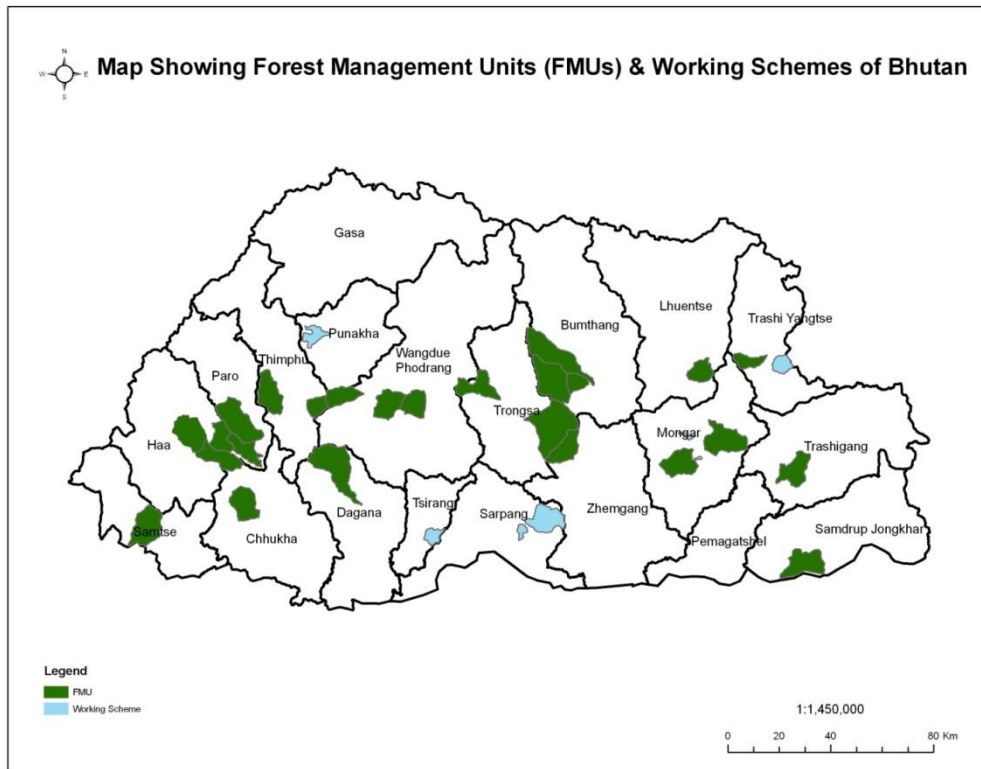 N
W E
S
Map Showing Forest Management Units (FMUs) & Working Schemes of Bhutan
Gasa
Punakha
Thimphu
Paro
Haa
Wangdue
Phodrang
Bumthang
Lhuentse
Trashi Yangtse
Trongsa
Mongar
Trashigang
Samtse
Chhukha
Dagana
Tsirang
Sarpang
Zhemgang
Pemagatshel
Samdrup Jongkhar
Legend
FMU
Working Scheme
1:1,450,000
0 20 40 80 Km